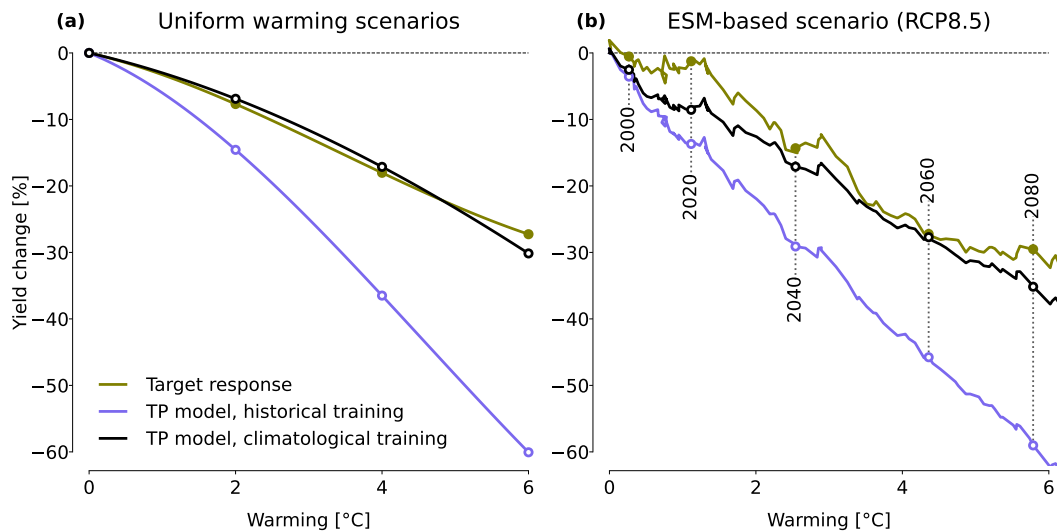 (a) Uniform warming scenarios
Yield change [%]
0
−10
−20
−30
−40
−50
−60
Target response
TP model, historical training
TP model, climatological training
0 2 4 6
Warming [°C]
(b) ESM-based scenario (RCP8.5)
0
−10
−20
−30
−40
−50
−60
2000
2020
2040
2060
2080
0 2 4 6
Warming [°C]